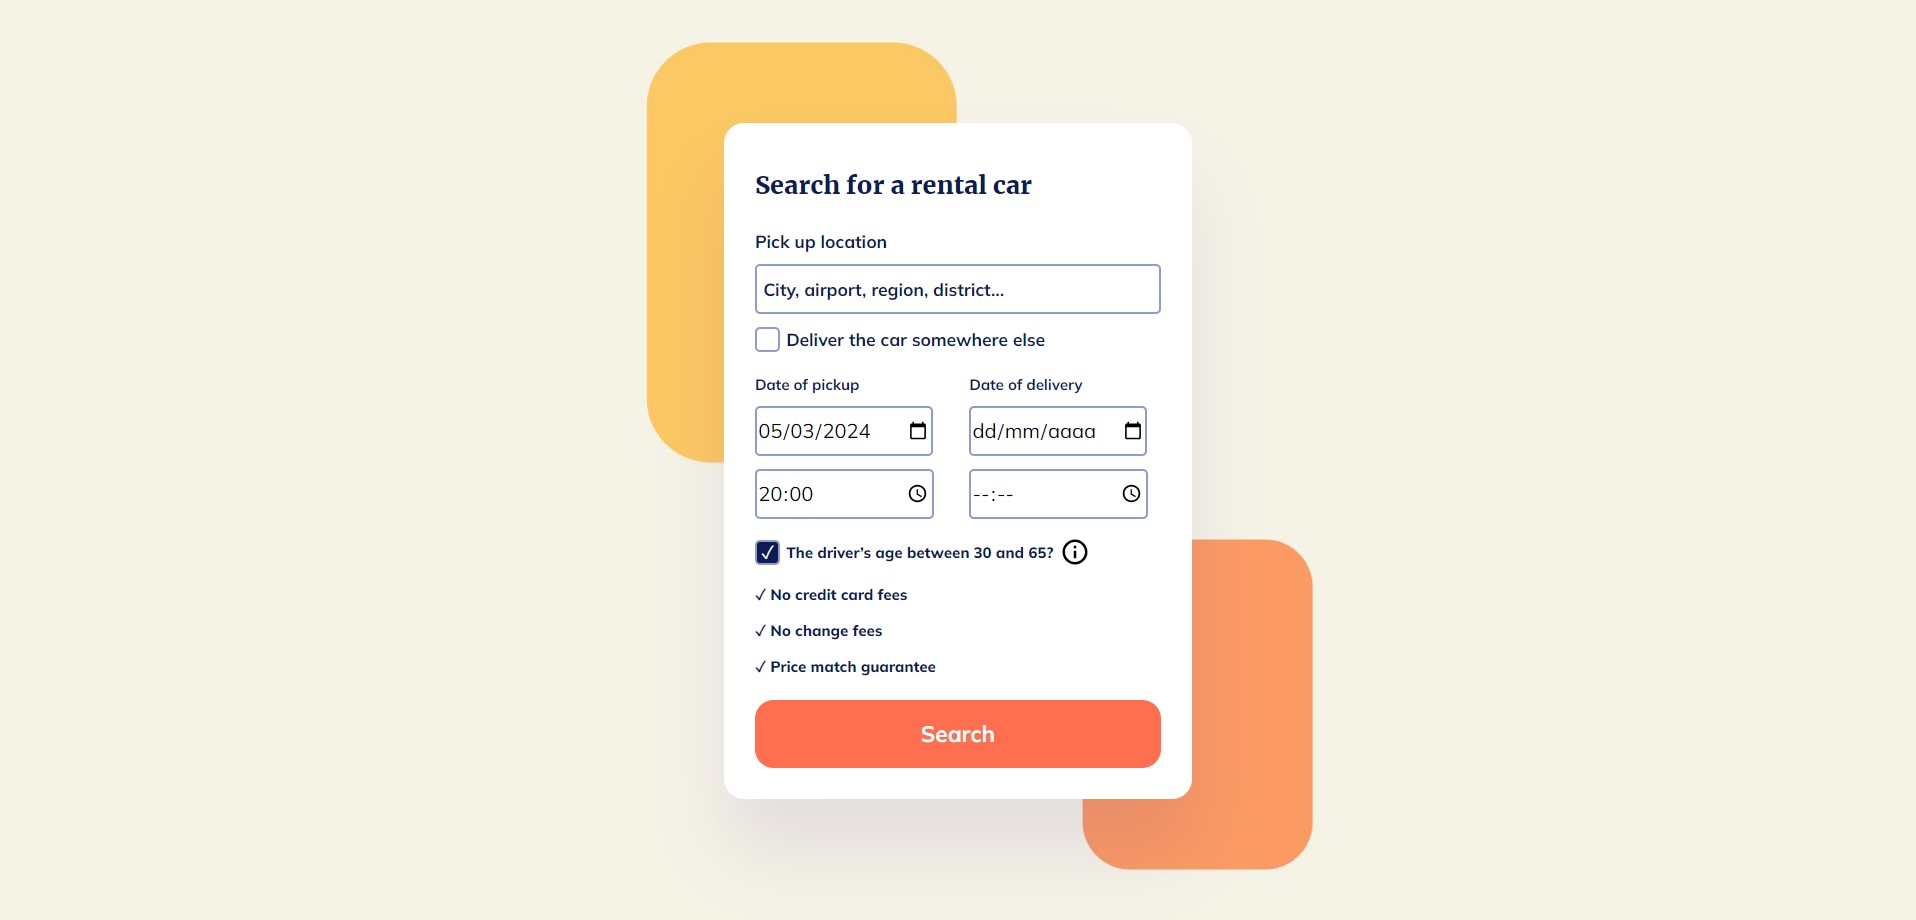 Search for a rental car
Pick up location
City, airport, region, district...
Deliver the car somewhere else
Date of pickup
Date of delivery
05/03/2024
dd/mm/aaaa
20:00
--:--
The driver’s age between 30 and 65?
✓ No credit card fees
✓ No change fees
✓ Price match guarantee
Search